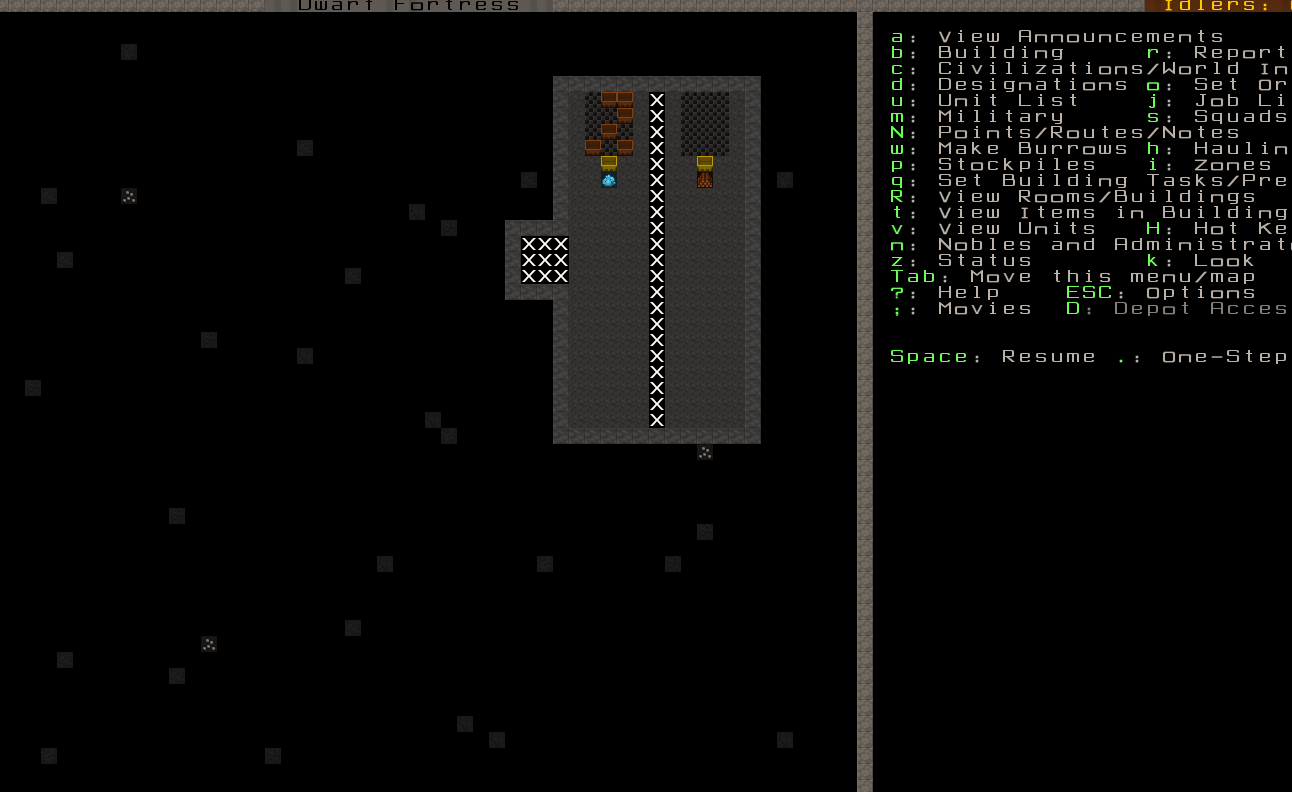 Dwarf Fortress
Idlers:
a: View Announcements
b: Building r: Report
c: Civilizations/World In
d: Designations o: Set Or
u: Unit List j: Job Li
m: Military s: Squads
N: Points/Routes/Notes
w: Make Burrows h: Haulin
p: Stockpiles i: Zones
q: Set Building Tasks/Pre
R: View Rooms/Buildings
t: View Items in Building
v: View Units H: Hot Ke
n: Nobles and Administrat
z: Status k: Look
Tab: Move this menu/map
?: Help ESC: Options
;: Movies D: Depot Acces
Space: Resume .: One-Step